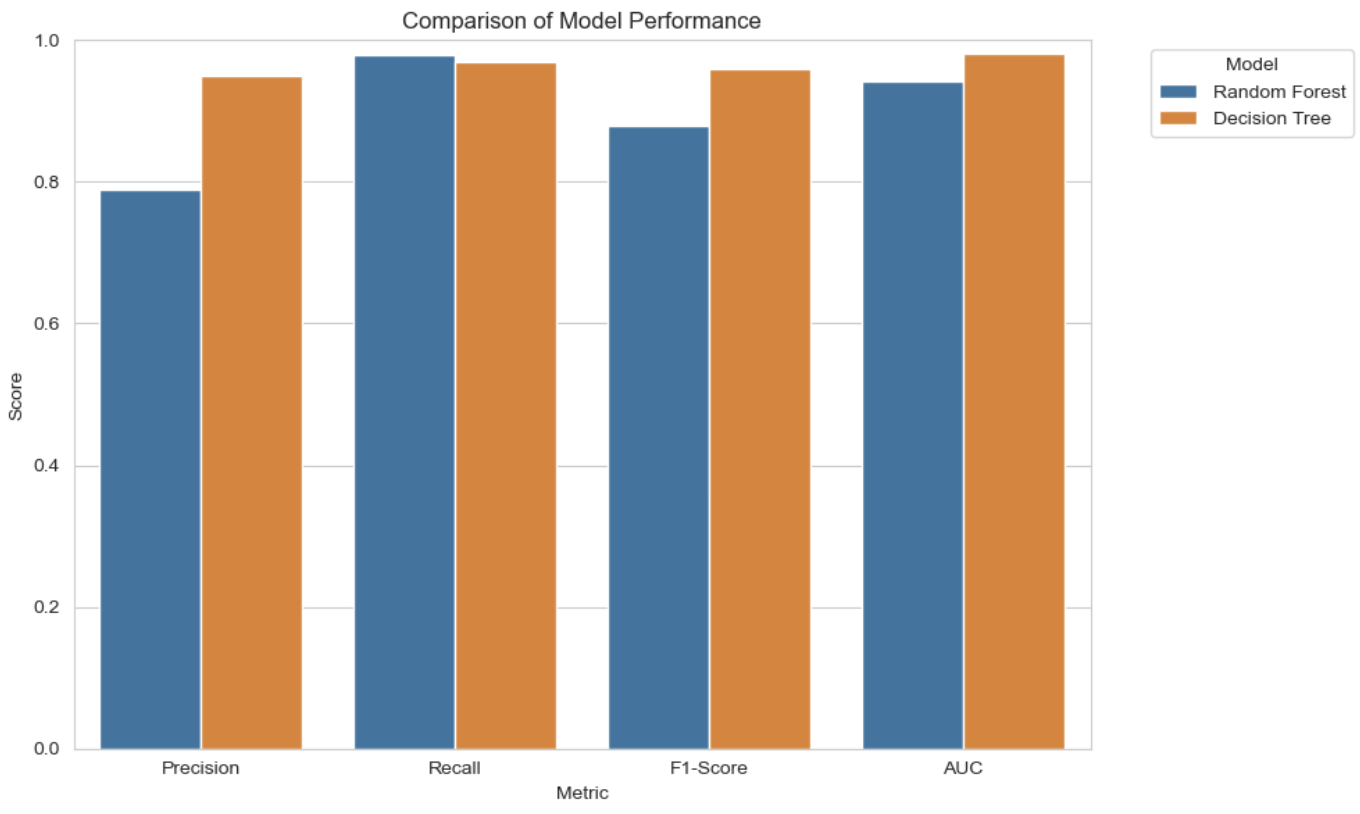 Comparison of Model Performance
Model
Random Forest
Decision Tree
1.0
0.8
0.6
0.4
0.2
0.0
Score
Precision
Recall
F1-Score
AUC
Metric